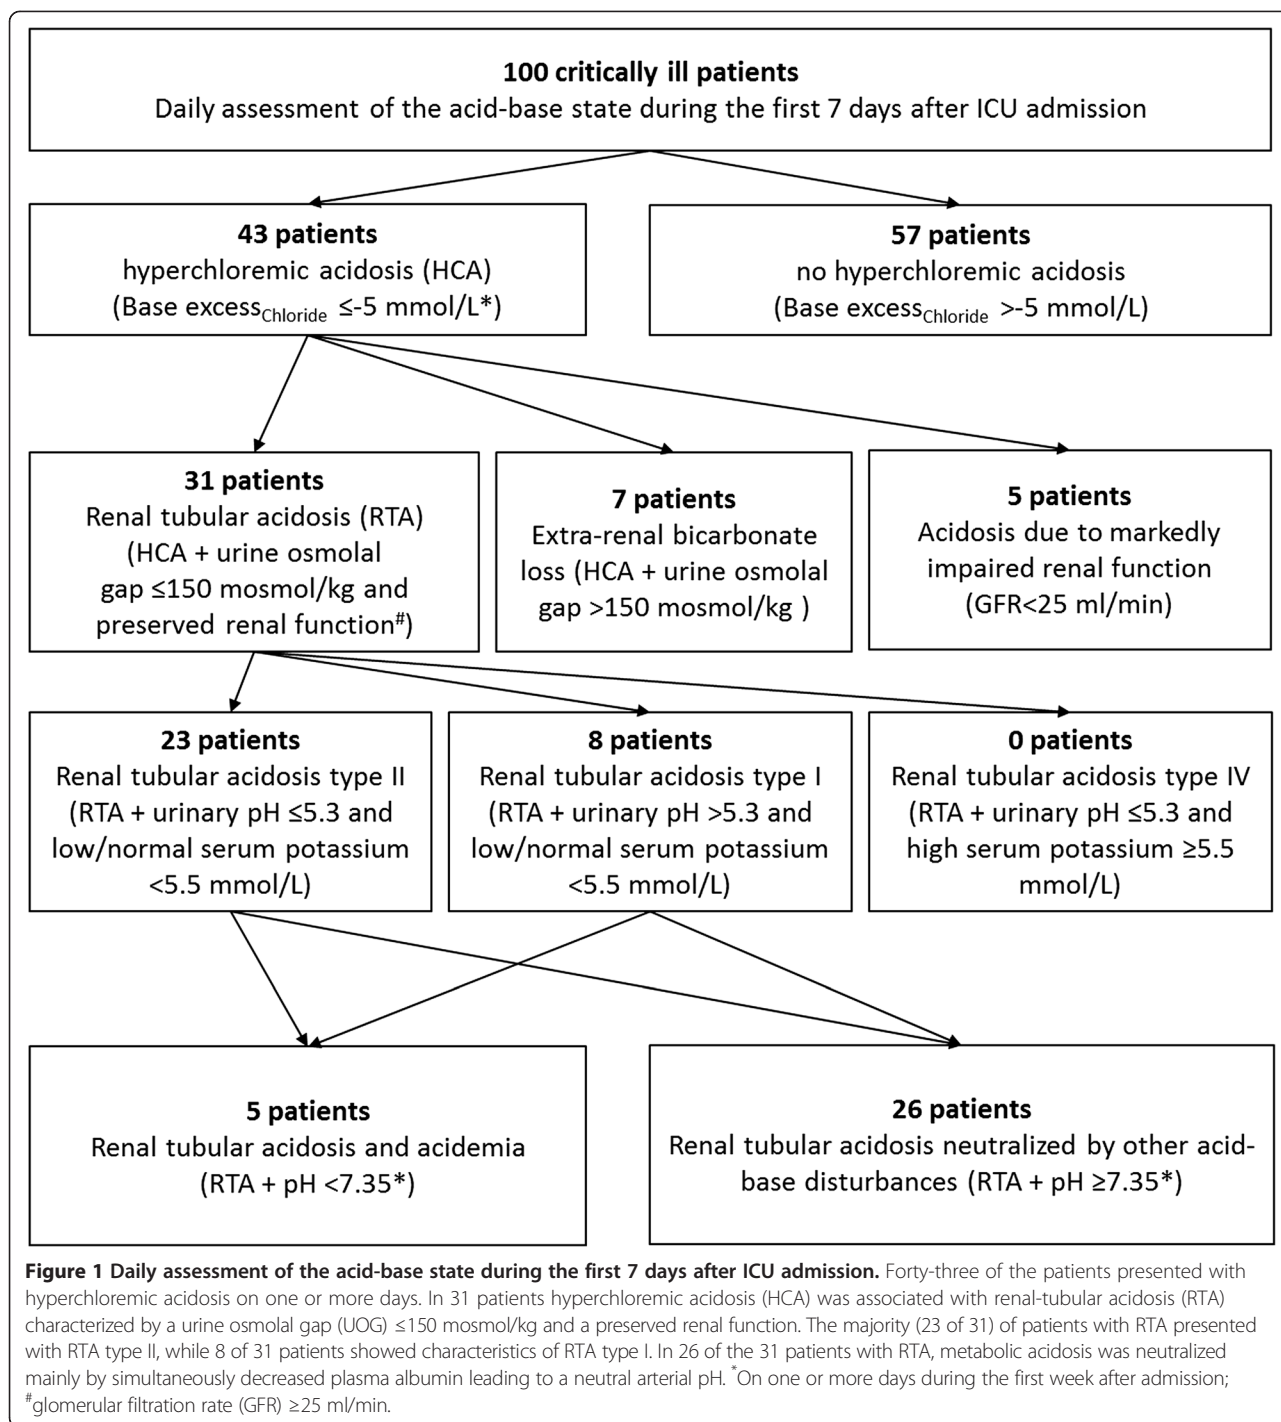 100 critically ill patients
Daily assessment of the acid-base state during the first 7 days after ICU admission
43 patients
hyperchloremic acidosis (HCA)
(Base excessChloride ≤-5 mmol/L*)
57 patients
no hyperchloremic acidosis
(Base excessChloride >-5 mmol/L)
31 patients
Renal tubular acidosis (RTA)
(HCA + urine osmolal
gap ≤150 mosmol/kg and
preserved renal function#)
7 patients
Extra-renal bicarbonate
loss (HCA + urine osmolal
gap >150 mosmol/kg )
5 patients
Acidosis due to markedly
impaired renal function
(GFR<25 ml/min)
23 patients
Renal tubular acidosis type II
(RTA + urinary pH ≤5.3 and
low/normal serum potassium
<5.5 mmol/L)
8 patients
Renal tubular acidosis type I
(RTA + urinary pH >5.3 and
low/normal serum potassium
<5.5 mmol/L)
0 patients
Renal tubular acidosis type IV
(RTA + urinary pH ≤5.3 and
high serum potassium ≥5.5
mmol/L)
5 patients
Renal tubular acidosis and acidemia
(RTA + pH <7.35*)
26 patients
Renal tubular acidosis neutralized by other acid-
base disturbances (RTA + pH ≥7.35*)
Figure 1 Daily assessment of the acid-base state during the first 7 days after ICU admission. Forty-three of the patients presented with
hyperchloremic acidosis on one or more days. In 31 patients hyperchloremic acidosis (HCA) was associated with renal-tubular acidosis (RTA)
characterized by a urine osmolal gap (UOG) ≤150 mosmol/kg and a preserved renal function. The majority (23 of 31) of patients with RTA presented
with RTA type II, while 8 of 31 patients showed characteristics of RTA type I. In 26 of the 31 patients with RTA, metabolic acidosis was neutralized
mainly by simultaneously decreased plasma albumin leading to a neutral arterial pH. *On one or more days during the first week after admission;
#glomerular filtration rate (GFR) ≥25 ml/min.